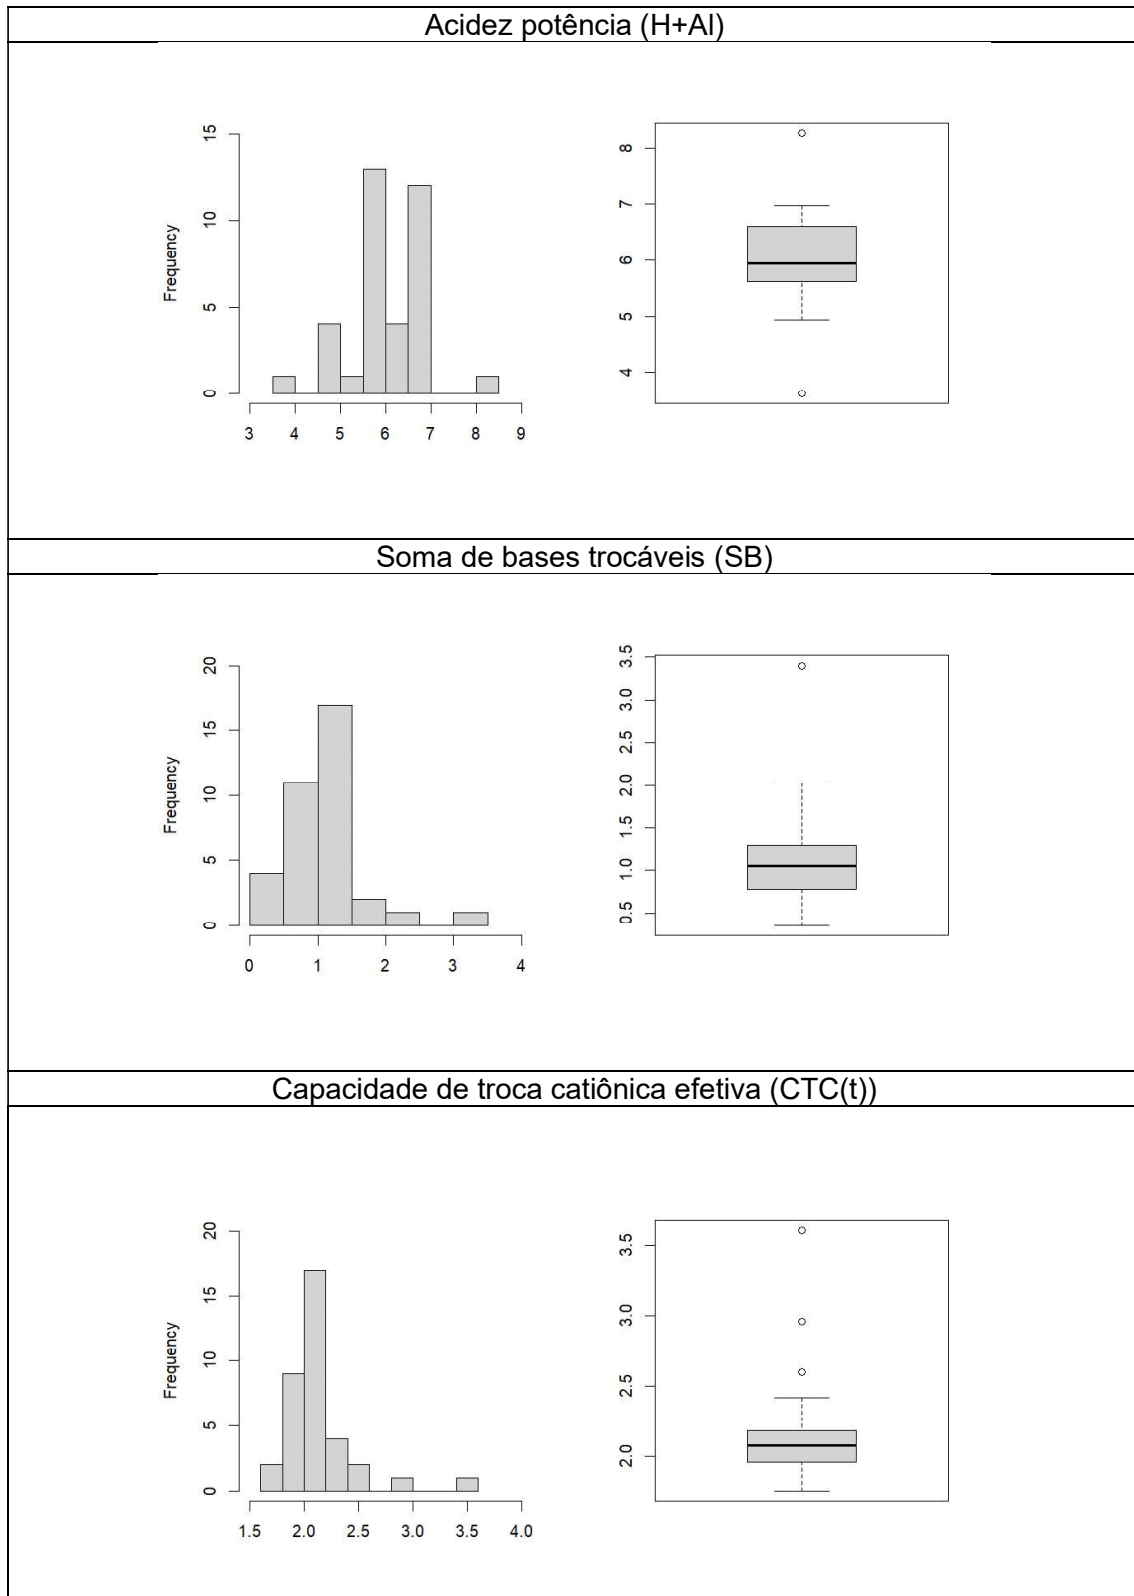 Acidez potência (H+Al)
Frequency
0 5 10 15
3 4 5 6 7 8 9
4 5 6 7 8
Soma de bases trocáveis (SB)
Frequency
0 5 10 15 20
0 1 2 3 4
0.5 1.0 1.5 2.0 2.5 3.0 3.5
Capacidade de troca catiônica efetiva (CTC(t))
Frequency
0 5 10 15 20
1.5 2.0 2.5 3.0 3.5 4.0
2.0 2.5 3.0 3.5